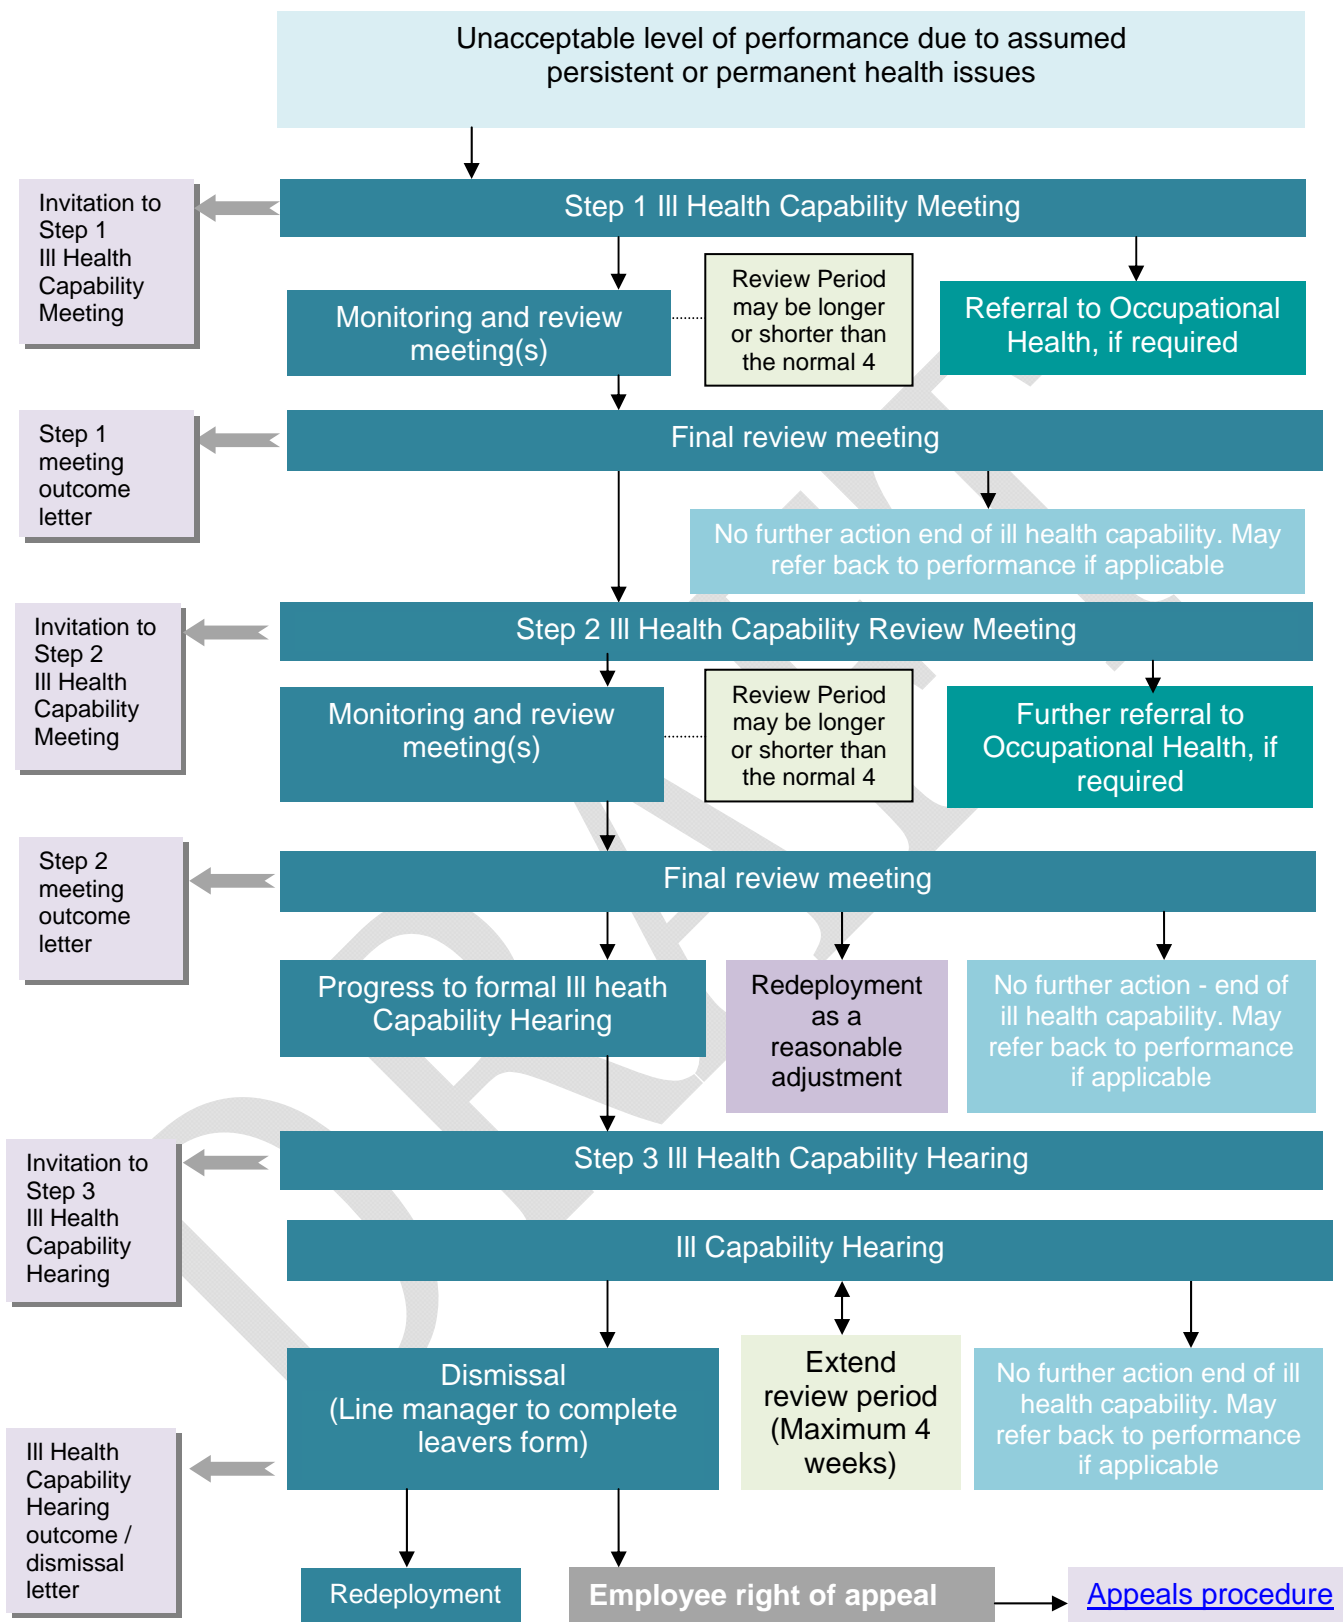 Unacceptable level of performance due to assumed
persistent or permanent health issues
Invitation to
Step 1
Ill Health
Capability
Meeting
Step 1 Ill Health Capability Meeting
Monitoring and review
meeting(s)
Review Period
may be longer
or shorter than
the normal 4
Referral to Occupational
Health, if required
Step 1
meeting
outcome
letter
Final review meeting
No further action end of ill health capability. May
refer back to performance if applicable
Invitation to
Step 2
Ill Health
Capability
Meeting
Step 2 Ill Health Capability Review Meeting
Monitoring and review
meeting(s)
Review Period
may be longer
or shorter than
the normal 4
Further referral to
Occupational Health, if
required
Step 2
meeting
outcome
letter
Final review meeting
Progress to formal Ill heath
Capability Hearing
Redeployment
as a
reasonable
adjustment
No further action - end of
ill health capability. May
refer back to performance
if applicable
Invitation to
Step 3
Ill Health
Capability
Hearing
Step 3 Ill Health Capability Hearing
Ill Capability Hearing
Dismissal
(Line manager to complete
leavers form)
Extend
review period
(Maximum 4
weeks)
No further action end of ill
health capability. May
refer back to performance
if applicable
Ill Health
Capability
Hearing
outcome /
dismissal
letter
Redeployment
Employee right of appeal
Appeals procedure
DRAFT